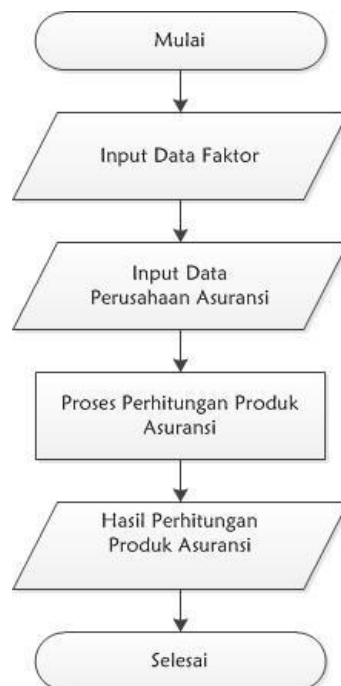 Mulai
Input Data Faktor
Input Data
Perusahaan Asuransi
Proses Perhitungan Produk
Asuransi
Hasil Perhitungan
Produk Asuransi
Selesai